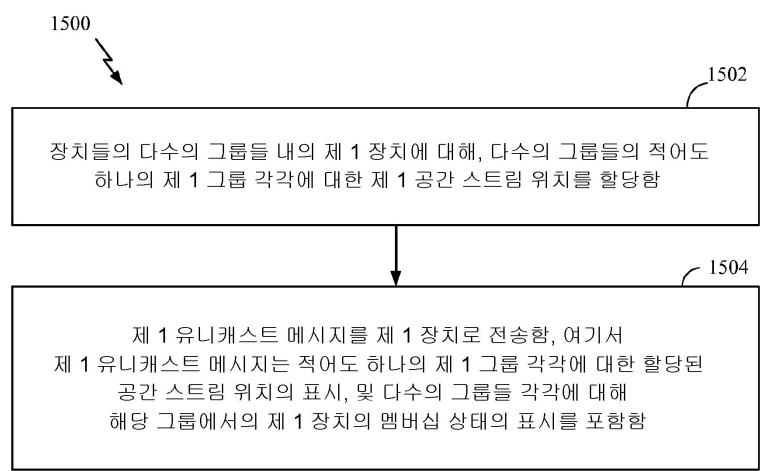 1500
1502
장치들의 다수의 그룹들 내의 제 1 장치에 대해, 다수의 그룹들의 적어도
하나의 제 1 그룹 각각에 대한 제 1 공간 스트림 위치를 할당함
1504
제 1 유니캐스트 메시지를 제 1 장치로 전송함, 여기서
제 1 유니캐스트 메시지는 적어도 하나의 제 1 그룹 각각에 대한 할당된
공간 스트림 위치의 표시, 및 다수의 그룹들 각각에 대해
해당 그룹에서의 제 1 장치의 멤버십 상태의 표시를 포함함